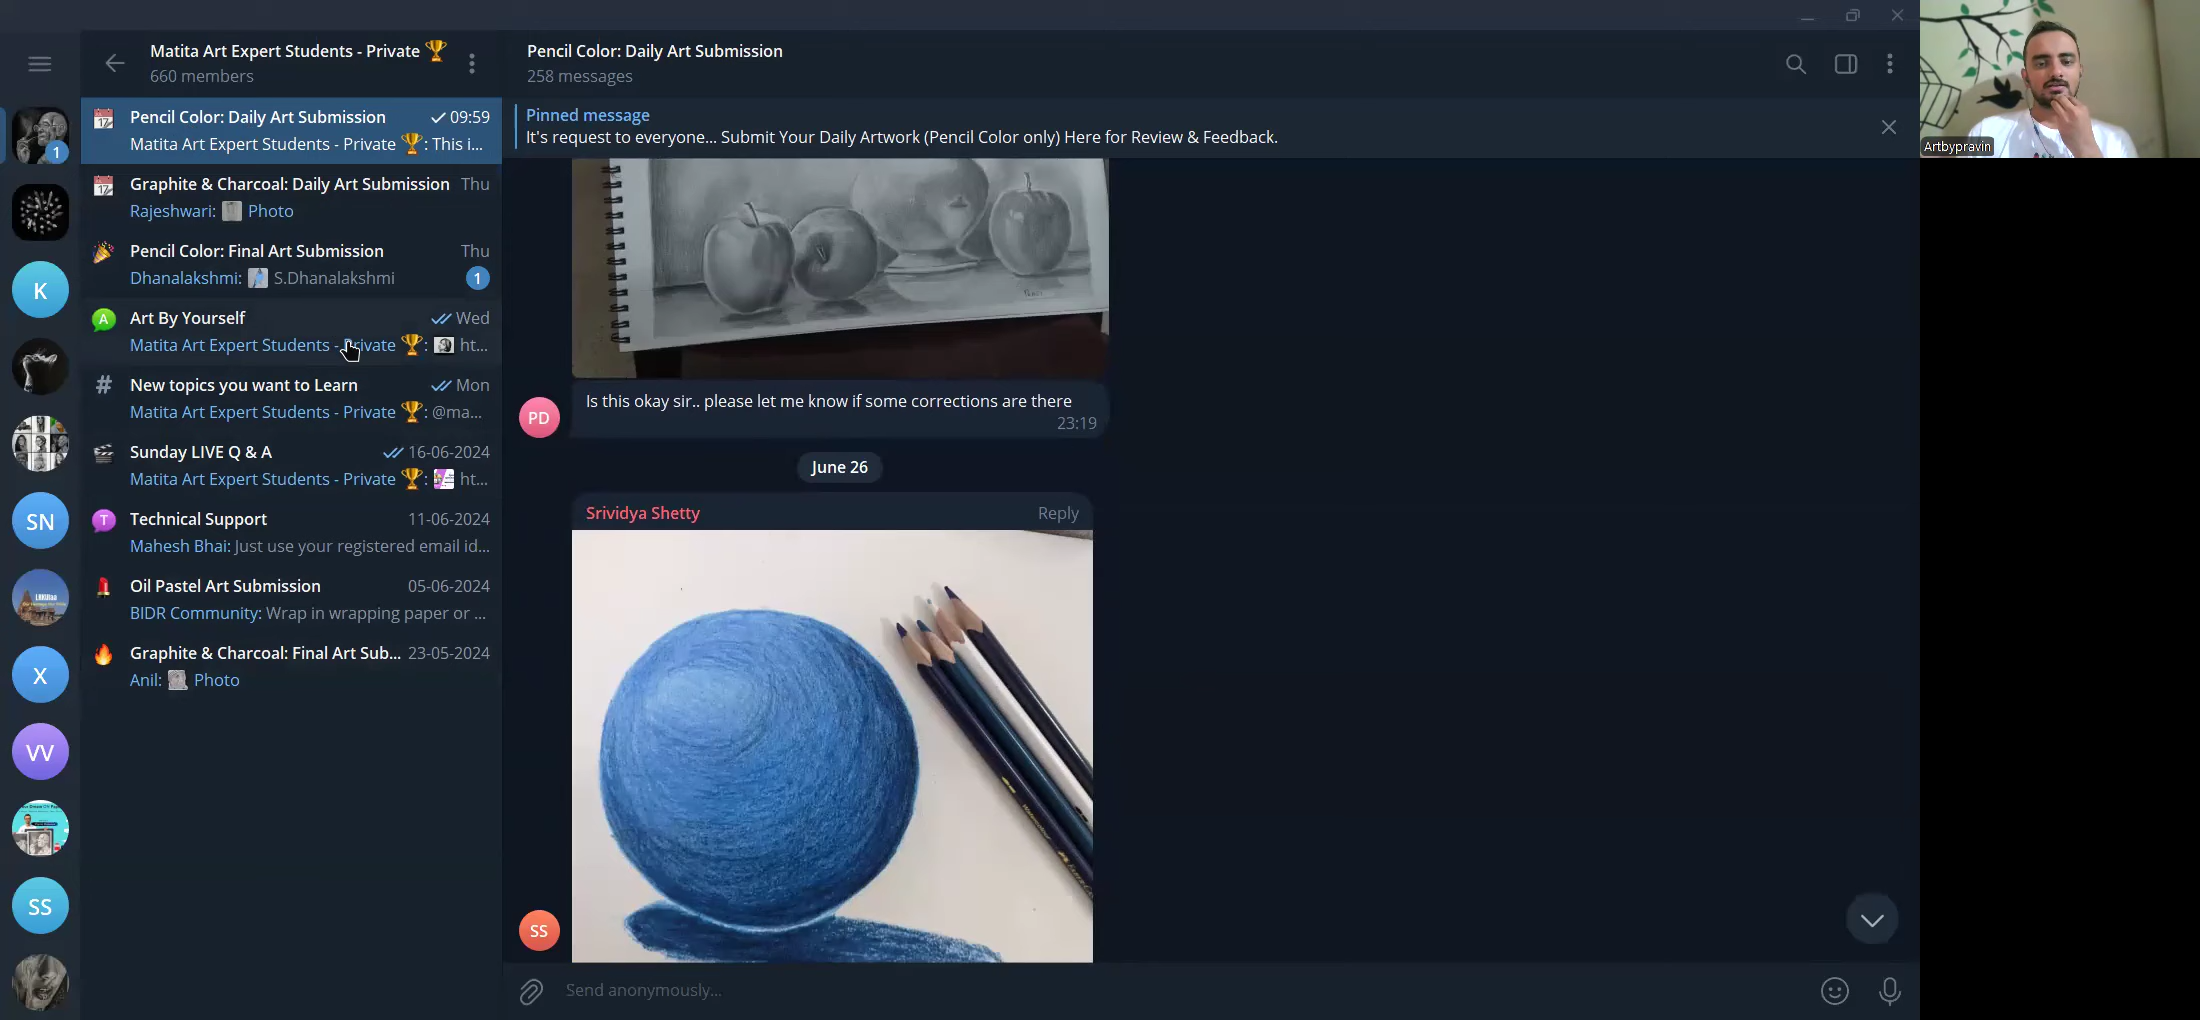 Matita Art Expert Students - Private 🏆
660 members
Pencil Color: Daily Art Submission 09:59
Matita Art Expert Students - Private 🏆: This i...
Graphite & Charcoal: Daily Art Submission Thu
Rajeshwari: Photo
Pencil Color: Final Art Submission Thu
Dhanalakshmi: S.Dhanalakshmi 1
A Art By Yourself Wed
Matita Art Expert Students - Private 🏆: ht...
# New topics you want to Learn Mon
Matita Art Expert Students - Private 🏆: @ma...
Sunday LIVE Q & A 16-06-2024
Matita Art Expert Students - Private 🏆: ht...
T Technical Support 11-06-2024
Mahesh Bhai: Just use your registered email id...
Oil Pastel Art Submission 05-06-2024
BIDR Community: Wrap in wrapping paper or ...
Graphite & Charcoal: Final Art Sub... 23-05-2024
Anil: Photo
1
K
SN
X
VV
SS
Pencil Color: Daily Art Submission
258 messages
Pinned message
It's request to everyone... Submit Your Daily Artwork (Pencil Color only) Here for Review & Feedback.
PD
Is this okay sir.. please let me know if some corrections are there
23:19
June 26
Srividya Shetty Reply
SS
Send anonymously...
Artbypravin